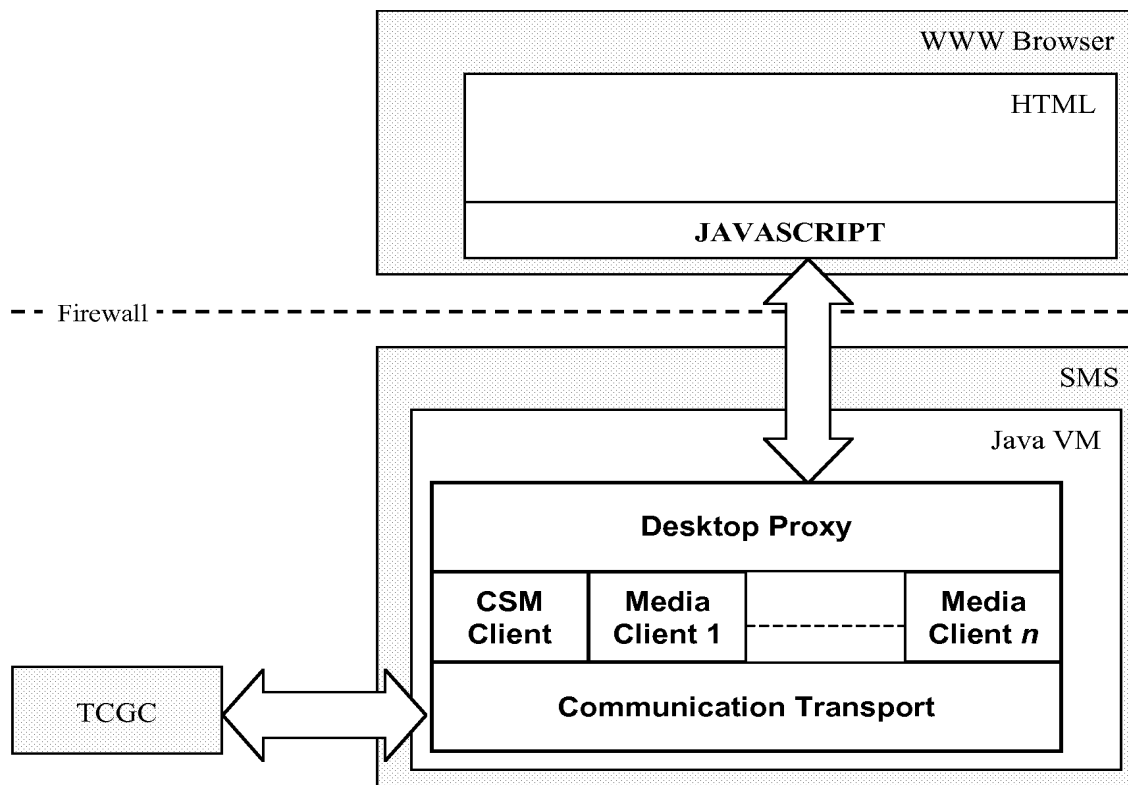 WWW Browser
HTML
JAVASCRIPT
Firewall
SMS
Java VM
Desktop Proxy
CSM
Client
Media
Client 1
Media
Client n
TCGC
Communication Transport